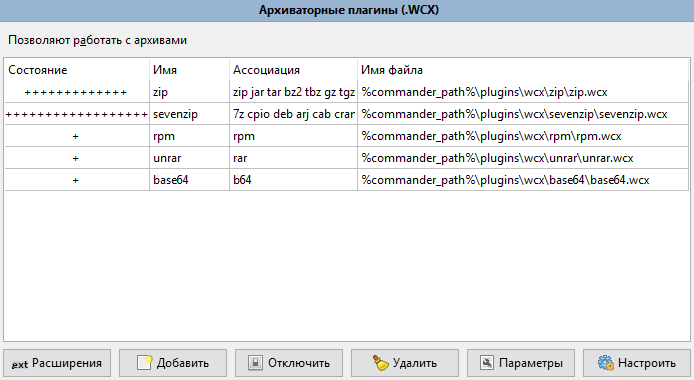 Архиваторные плагины (.WCX)
Позволяют работать с архивами
Состояние Имя Ассоциация Имя файла
+++++++++++++ zip zip jar tar bz2 tbz gz tgz %commander_path%\plugins\wcx\zip\zip.wcx
++++++++++++++++++ sevenzip 7z cpio deb arj cab cran %commander_path%\plugins\wcx\sevenzip\sevenzip.wcx
+ rpm rpm %commander_path%\plugins\wcx\rpm\rpm.wcx
+ unrar rar %commander_path%\plugins\wcx\unrar\unrar.wcx
+ base64 b64 %commander_path%\plugins\wcx\base64\base64.wcx
.ext Расширения Добавить Отключить Удалить Параметры Настроить